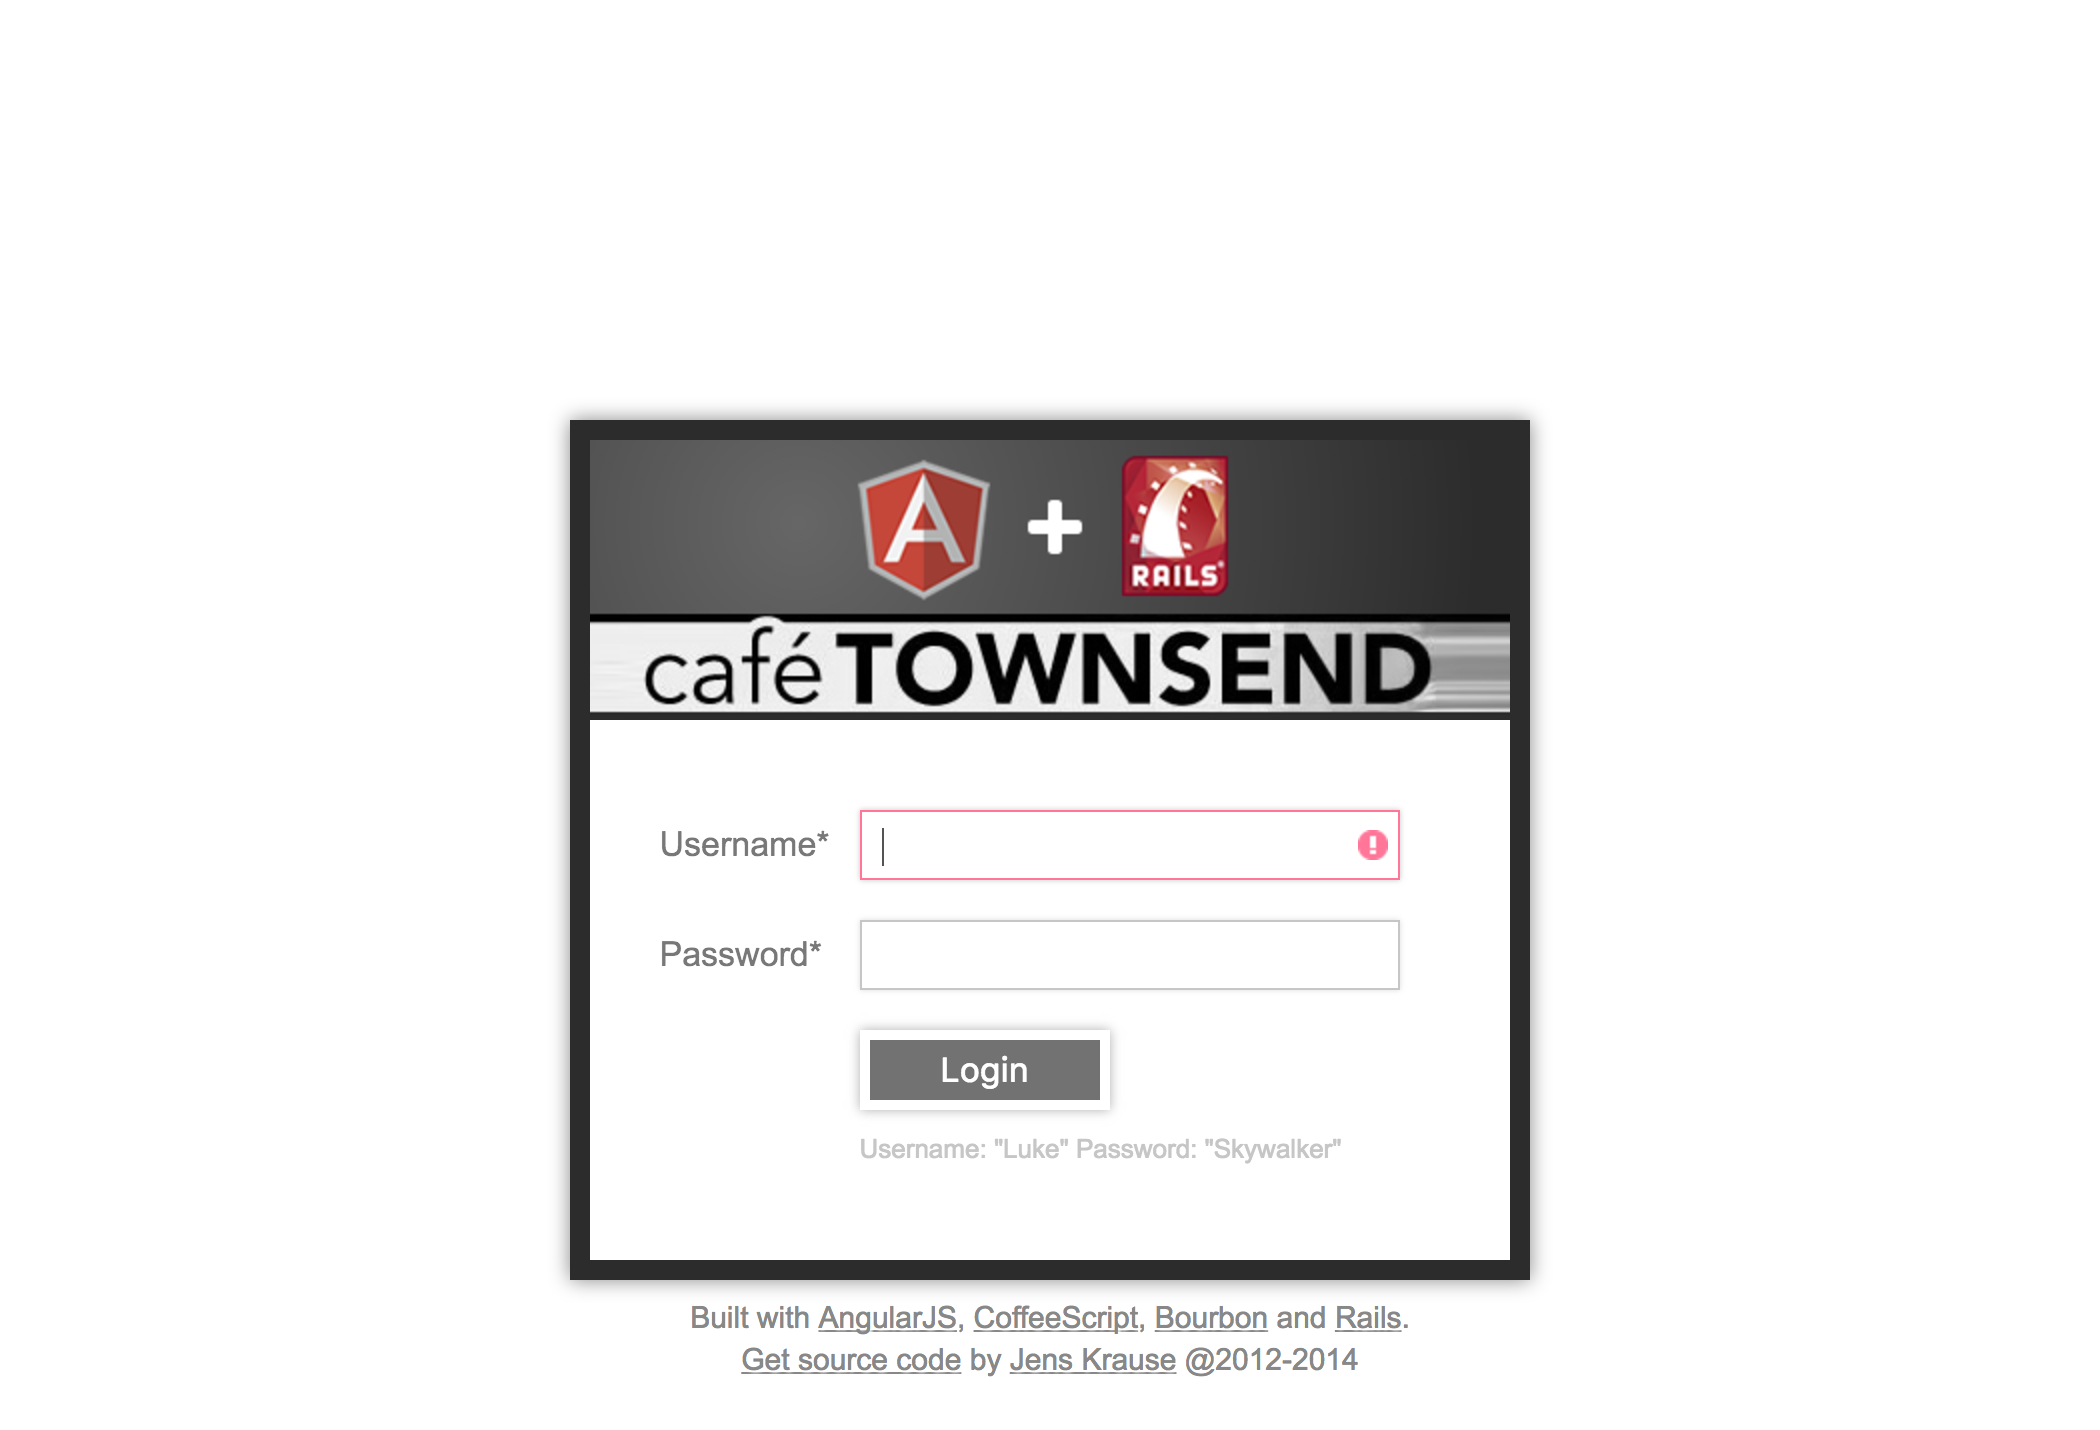 RAILS
café TOWNSEND
Username*
Password*
Login
Username: "Luke" Password: "Skywalker"
Built with AngularJS, CoffeeScript, Bourbon and Rails.
Get source code by Jens Krause @2012-2014